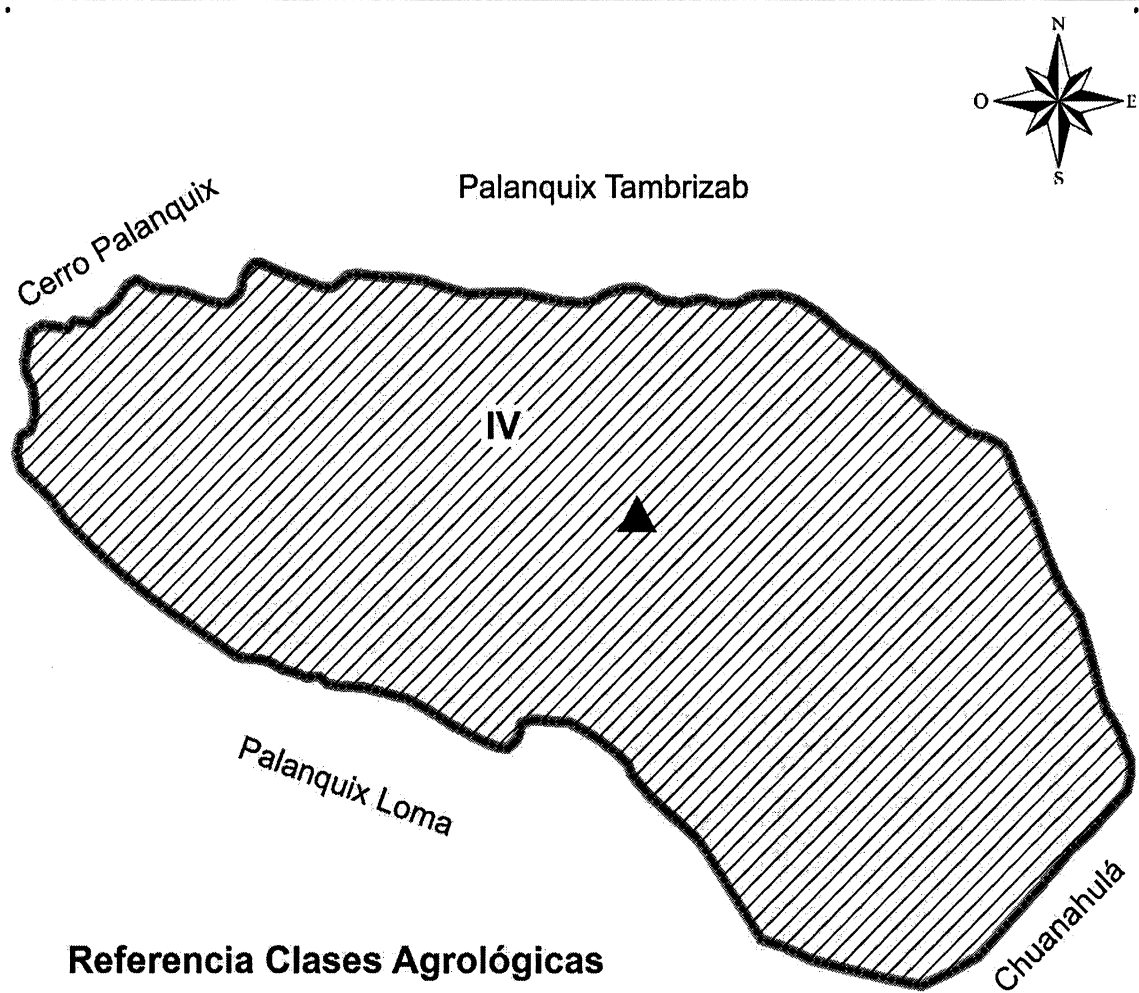 N
O E
S
Palanquix Tambrizab
Cerro Palanquix
IV
Palanquix Loma
Chuanahulá
Referencia Clases Agrológicas